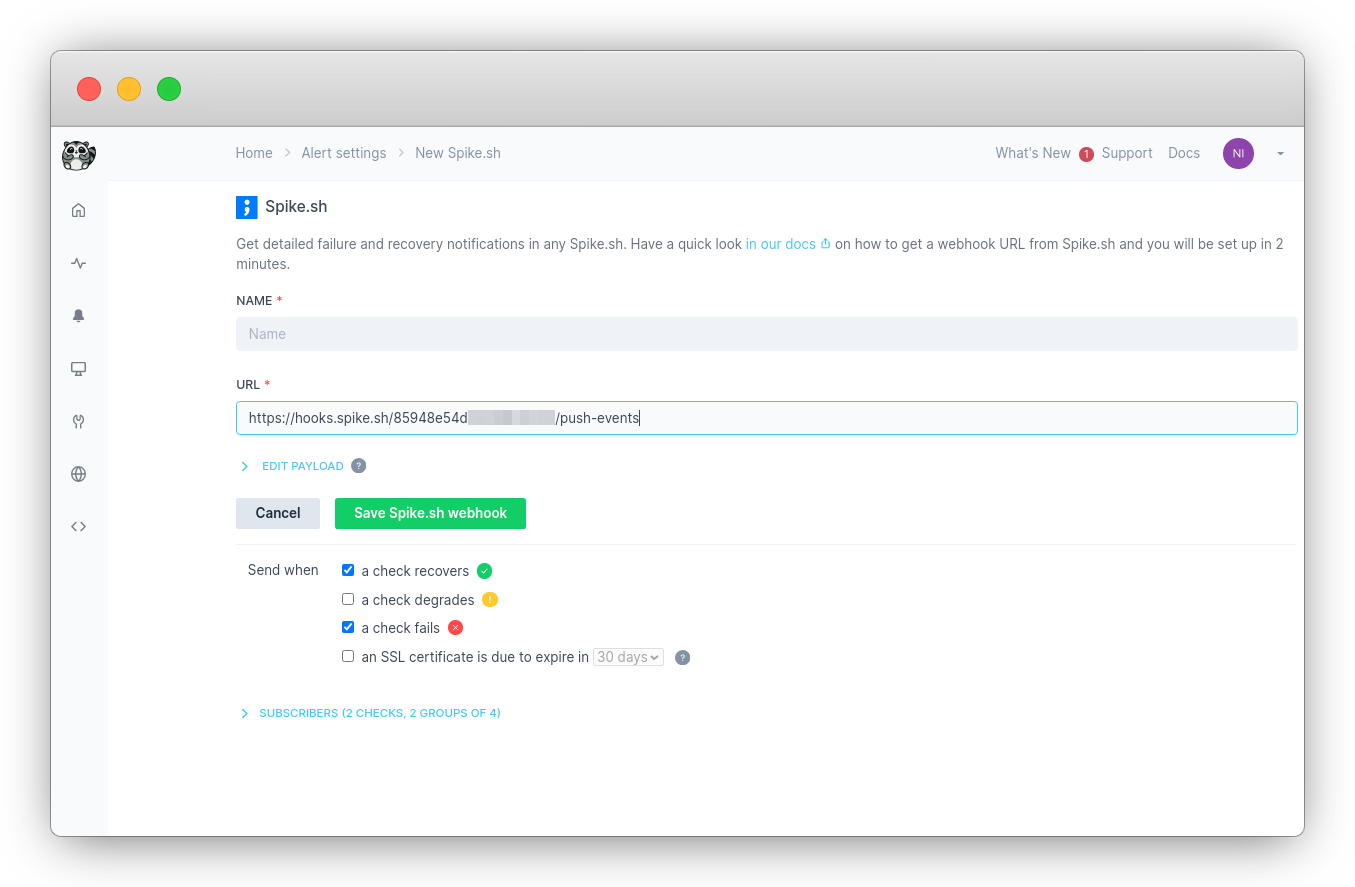 Home > Alert settings > New Spike.sh
What's New 1 Support Docs NI
Spike.sh
Get detailed failure and recovery notifications in any Spike.sh. Have a quick look in our docs on how to get a webhook URL from Spike.sh and you will be set up in 2
minutes.
NAME *
Name
URL *
https://hooks.spike.sh/85948e54d /push-events
EDIT PAYLOAD ?
Cancel Save Spike.sh webhook
Send when a check recovers
a check degrades !
a check fails
an SSL certificate is due to expire in 30 days ?
SUBSCRIBERS (2 CHECKS, 2 GROUPS OF 4)